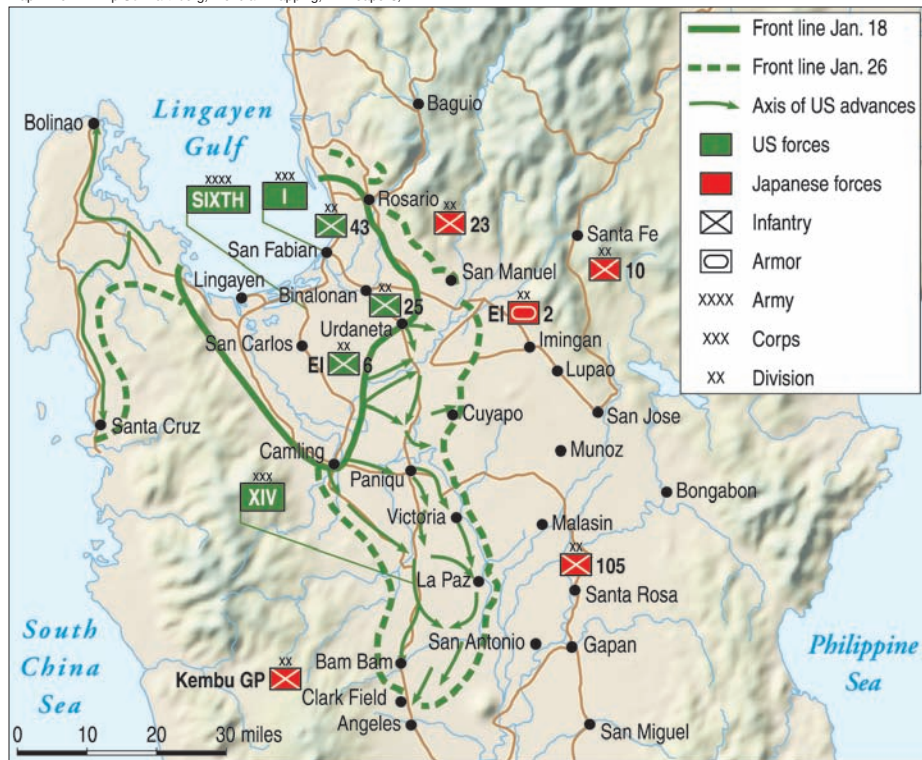 Front line Jan. 18
Front line Jan. 26
Axis of US advances
US forces
Japanese forces
Infantry
Armor
xxxx Army
xxx Corps
xx Division
Baguio
Bolinao
Lingayen
Gulf
xxxx
SIXTH
xxx
I
Rosario
xx
43
xx
23
Santa Fe
San Fabian
xx
10
Lingayen
San Manuel
Binalonan
xx
25
xx
EI 2
Urdaneta
San Carlos
xx
EI 6
Imingan
Lupao
Santa Cruz
Cuyapo
San Jose
Camling
Paniqu
Munoz
xxx
XIV
Bongabon
Victoria
Malasin
xx
105
La Paz
Santa Rosa
South
China
Sea
San Antonio
Gapan
Philippine
Sea
xx
Kembu GP
Bam Bam
Clark Field
Angeles
San Miguel
0 10 20 30 miles